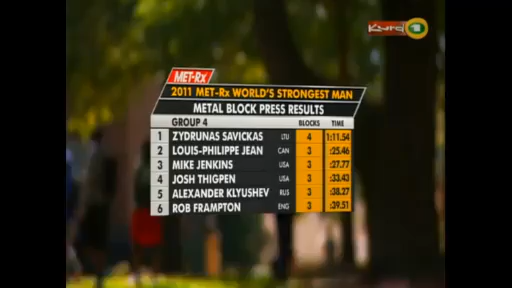 MET-Rx
2011 MET-Rx WORLD'S STRONGEST MAN
METAL BLOCK PRESS RESULTS
GROUP 4 BLOCKS TIME
1 ZYDRUNAS SAVICKAS LTU 4 1:11.54
2 LOUIS-PHILIPPE JEAN CAN 3 :25.46
3 MIKE JENKINS USA 3 :27.77
4 JOSH THIGPEN USA 3 :33.43
5 ALEXANDER KLYUSHEV RUS 3 :38.27
6 ROB FRAMPTON ENG 3 :39.51